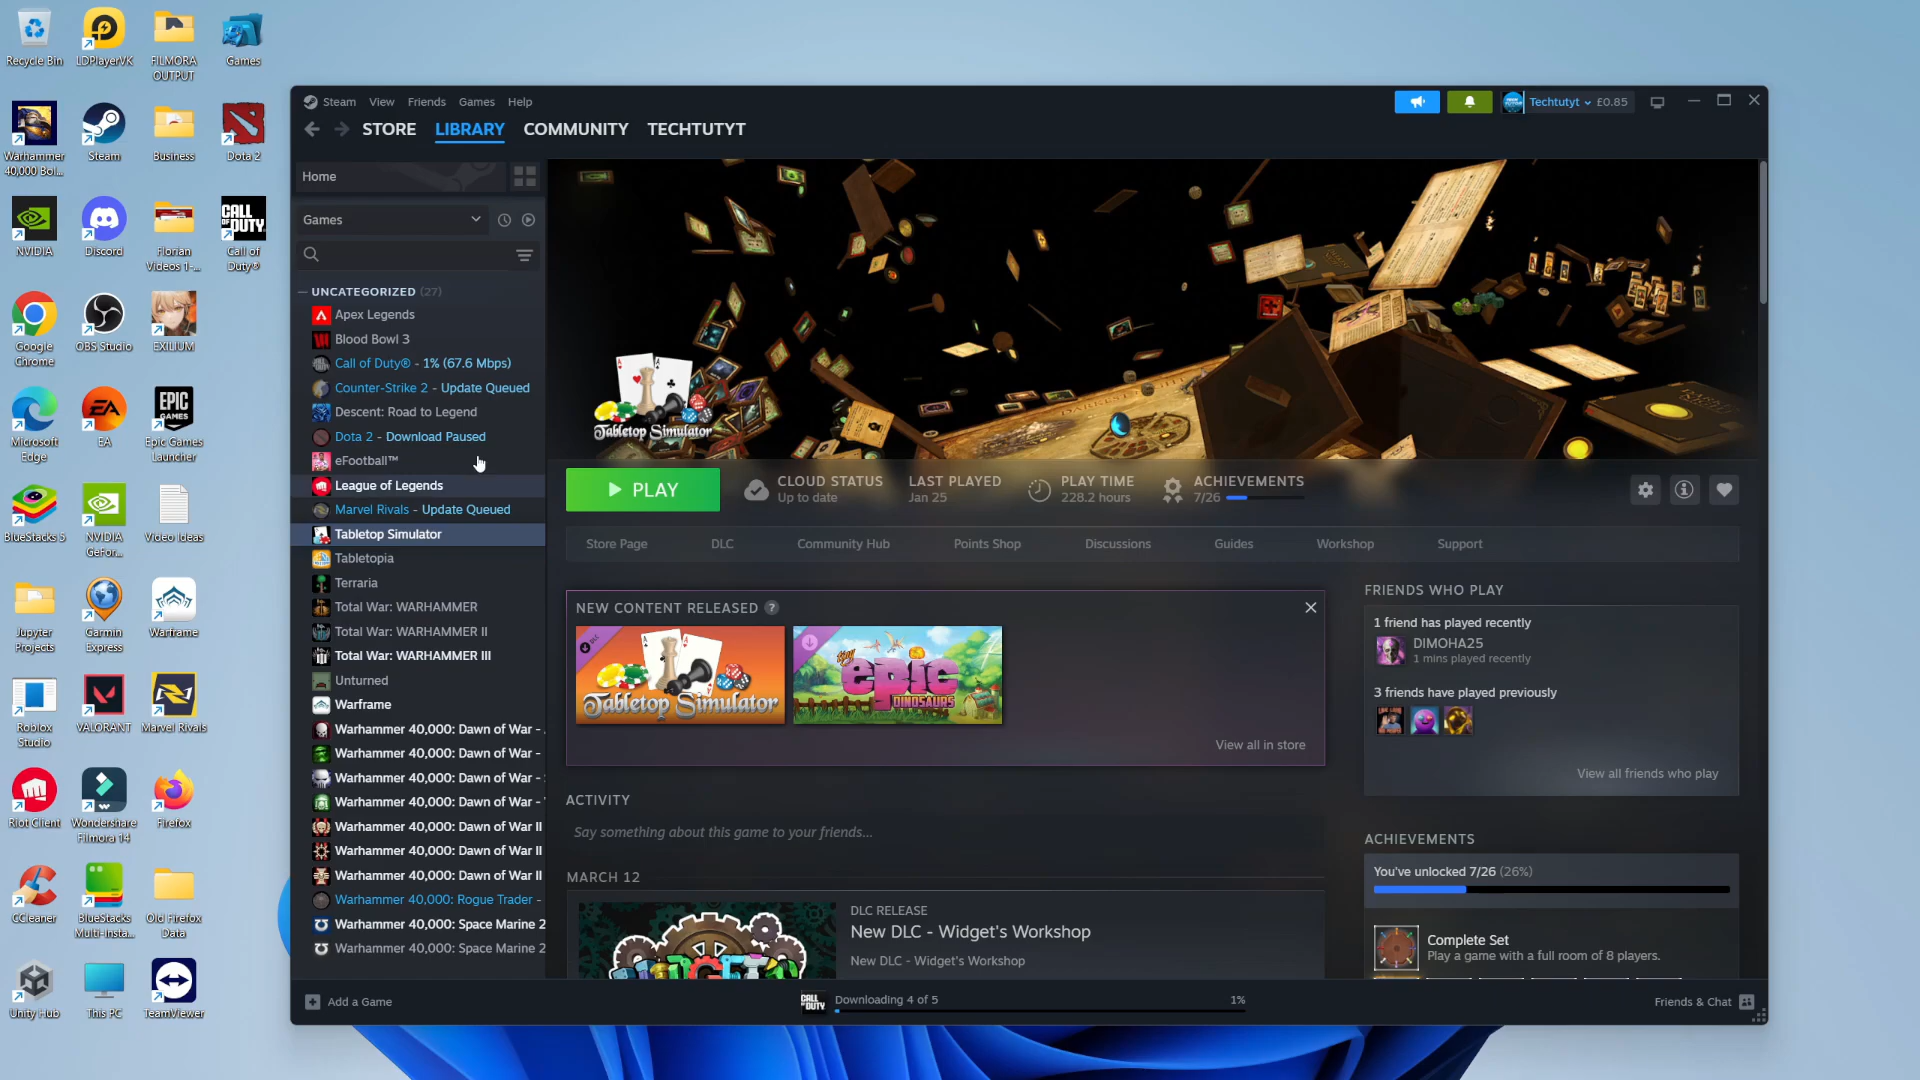 Recycle Bin
LDPlayerVK
FILMORA OUTPUT
Games
Warhammer 40,000 Bol...
Steam
Business
Dota 2
NVIDIA
Discord
Florian Videos 1-...
CALL OF DUTY
Call of Duty®
Google Chrome
OBS Studio
EXILIUM
Microsoft Edge
EA
Epic Games Launcher
BlueStacks 5
NVIDIA GeFor...
Video Ideas
Jupyter Projects
Garmin Express
Warframe
Roblox Studio
VALORANT
Marvel Rivals
Riot Client
Wondershare Filmora 14
Firefox
CCleaner
BlueStacks Multi-Insta...
Old Firefox Data
Unity Hub
This PC
TeamViewer
Steam View Friends Games Help
Techtutyt £0.85
STORE LIBRARY COMMUNITY TECHTUTYT
Home
Games
UNCATEGORIZED (27)
Apex Legends
Blood Bowl 3
Call of Duty® - 1% (67.6 Mbps)
Counter-Strike 2 - Update Queued
Descent: Road to Legend
Dota 2 - Download Paused
eFootball™
League of Legends
Marvel Rivals - Update Queued
Tabletop Simulator
Tabletopia
Terraria
Total War: WARHAMMER
Total War: WARHAMMER II
Total War: WARHAMMER III
Unturned
Warframe
Warhammer 40,000: Dawn of War - .
Warhammer 40,000: Dawn of War -
Warhammer 40,000: Dawn of War - 
Warhammer 40,000: Dawn of War - 
Warhammer 40,000: Dawn of War II
Warhammer 40,000: Dawn of War II
Warhammer 40,000: Dawn of War II
Warhammer 40,000: Rogue Trader -
Warhammer 40,000: Space Marine 2
Warhammer 40,000: Space Marine 2
Add a Game
Tabletop Simulator
PLAY
CLOUD STATUS
Up to date
LAST PLAYED
Jan 25
PLAY TIME
228.2 hours
ACHIEVEMENTS
7/26
Store Page DLC Community Hub Points Shop Discussions Guides Workshop Support
NEW CONTENT RELEASED ?
DLC
Tabletop Simulator
tiny epic DINOSAURS
View all in store
ACTIVITY
Say something about this game to your friends...
MARCH 12
DLC RELEASE
New DLC - Widget's Workshop
New DLC - Widget's Workshop
FRIENDS WHO PLAY
1 friend has played recently
DIMOHA25
1 mins played recently
3 friends have played previously
View all friends who play
ACHIEVEMENTS
You've unlocked 7/26 (26%)
Complete Set
Play a game with a full room of 8 players.
CALL OF DUTY
Downloading 4 of 5
1%
Friends & Chat